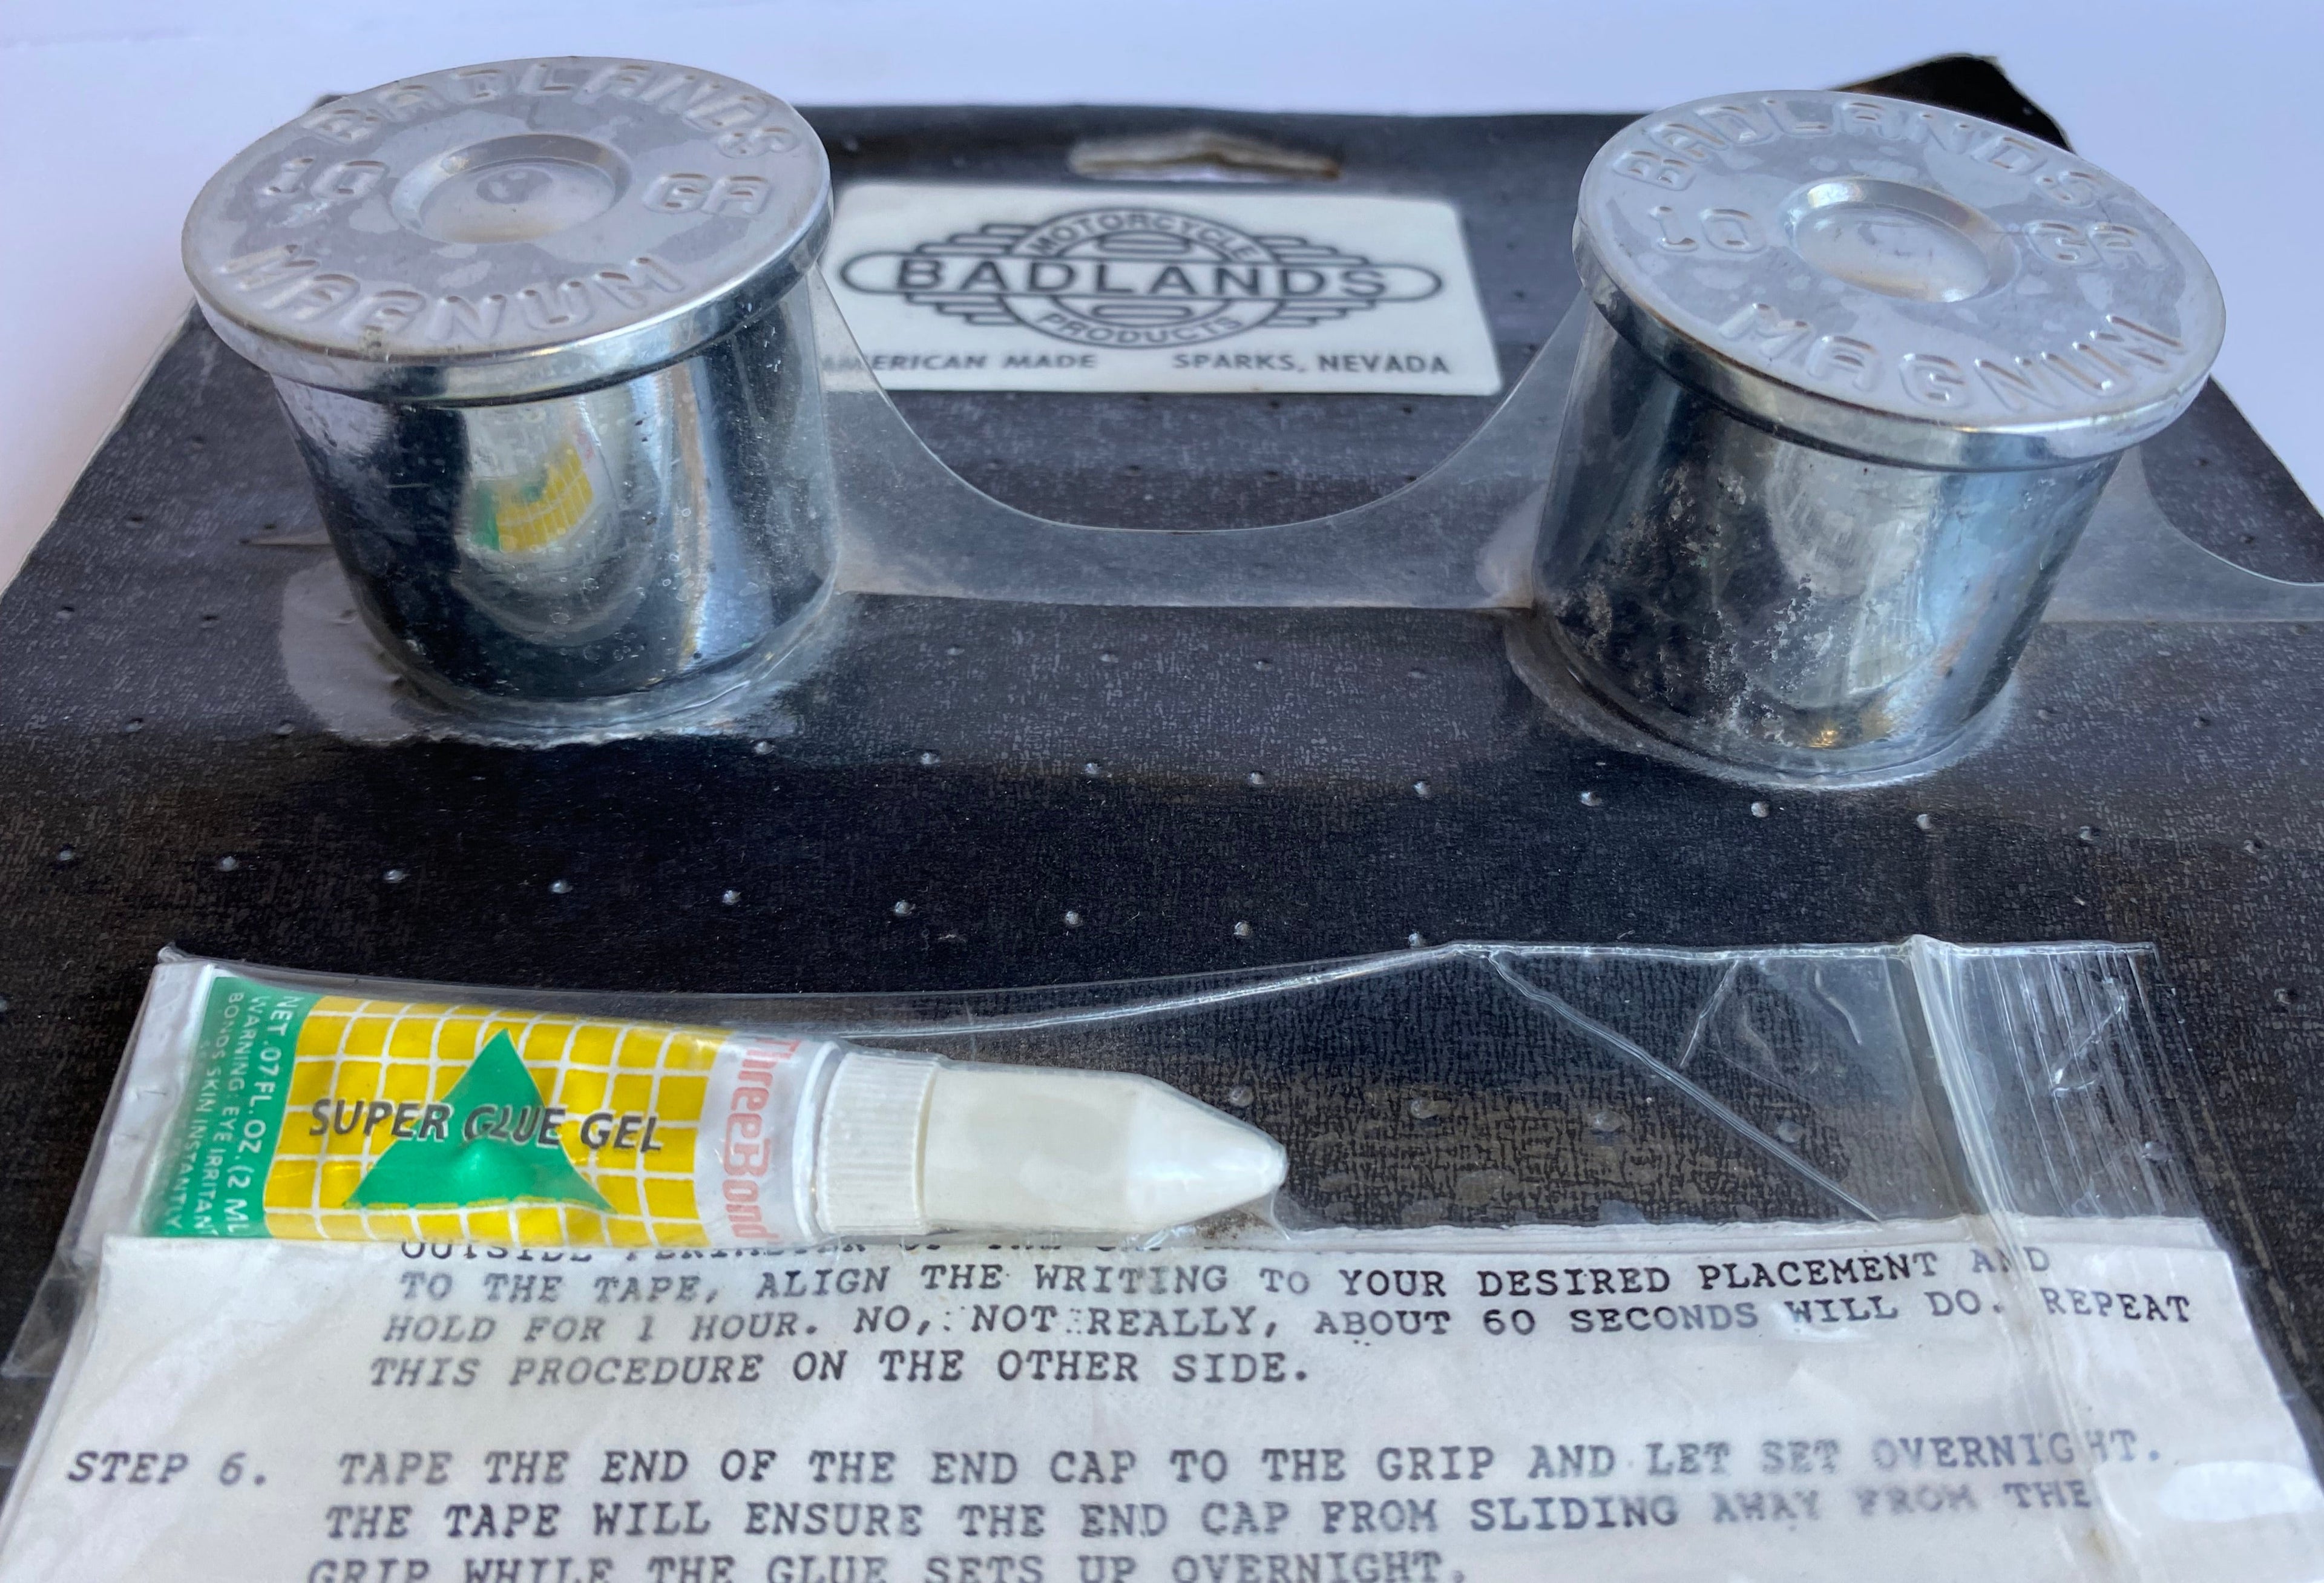 BADLANDS
10 GA
MAGNUM
MOTORCYCLE
BADLANDS
PRODUCTS
AMERICAN MADE SPARKS, NEVADA
BADLANDS
10 GA
MAGNUM
NET .07 FL. OZ. (2 ML
WARNING: EYE IRRITANT
BONDS SKIN INSTANTLY
SUPER GLUE GEL
ThreeBond
OUTSIDE PERIMETER OF THE
TO THE TAPE, ALIGN THE WRITING TO YOUR DESIRED PLACEMENT AND
HOLD FOR 1 HOUR. NO, NOT REALLY, ABOUT 60 SECONDS WILL DO. REPEAT
THIS PROCEDURE ON THE OTHER SIDE.
STEP 6. TAPE THE END OF THE END CAP TO THE GRIP AND LET SET OVERNIGHT.
THE TAPE WILL ENSURE THE END CAP FROM SLIDING AWAY FROM THE
GRIP WHILE THE GLUE SETS UP OVERNIGHT.